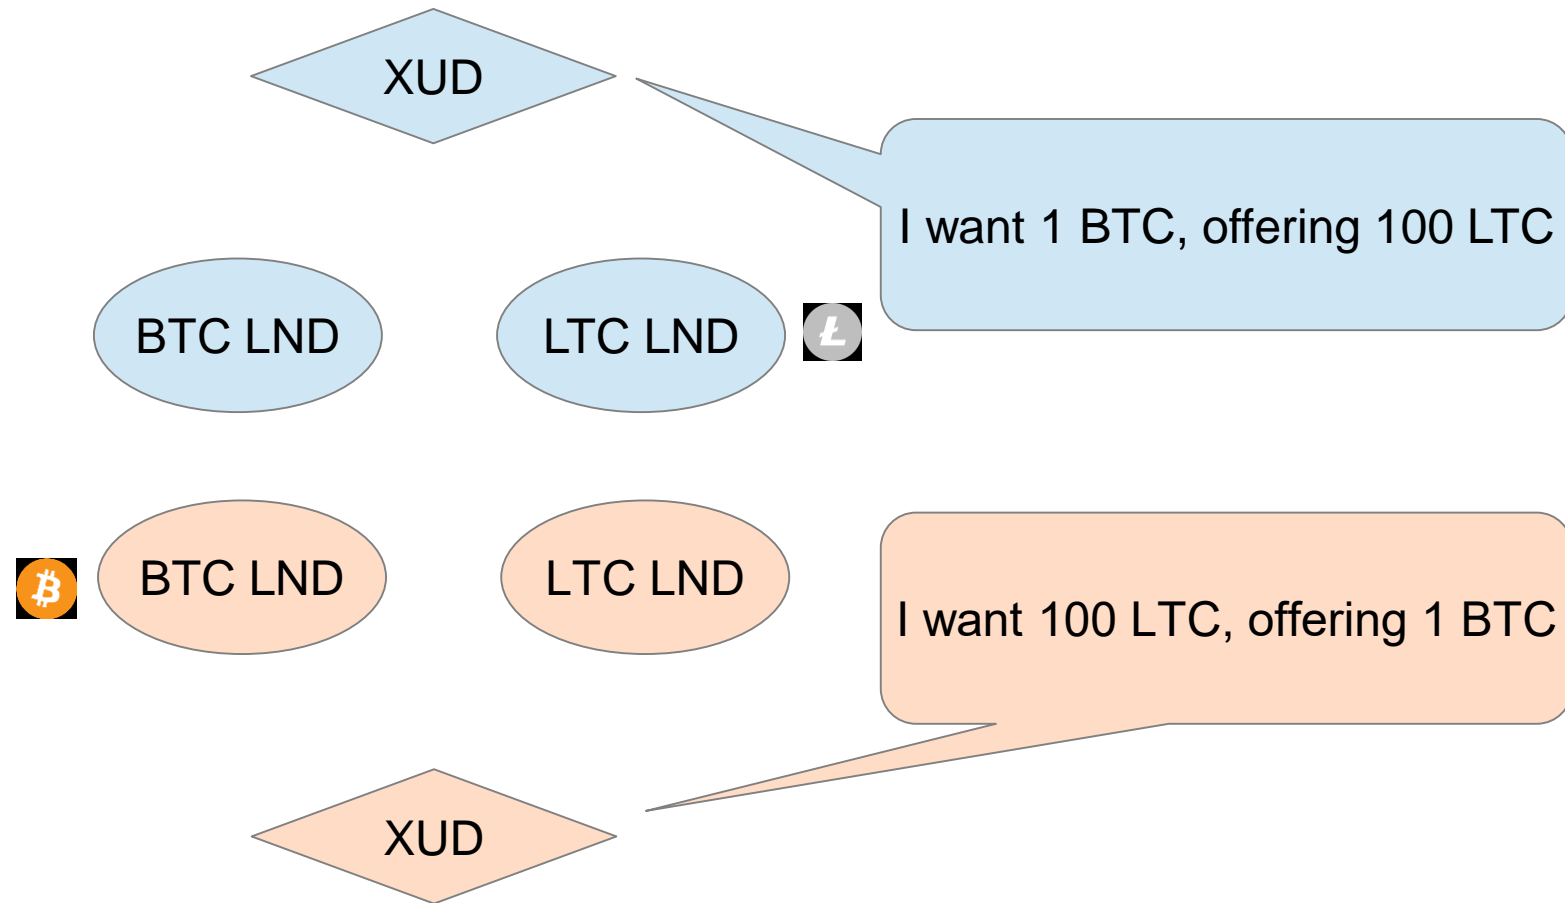 XUD
I want 1 BTC, offering 100 LTC
BTC LND
LTC LND
BTC LND
LTC LND
I want 100 LTC, offering 1 BTC
XUD